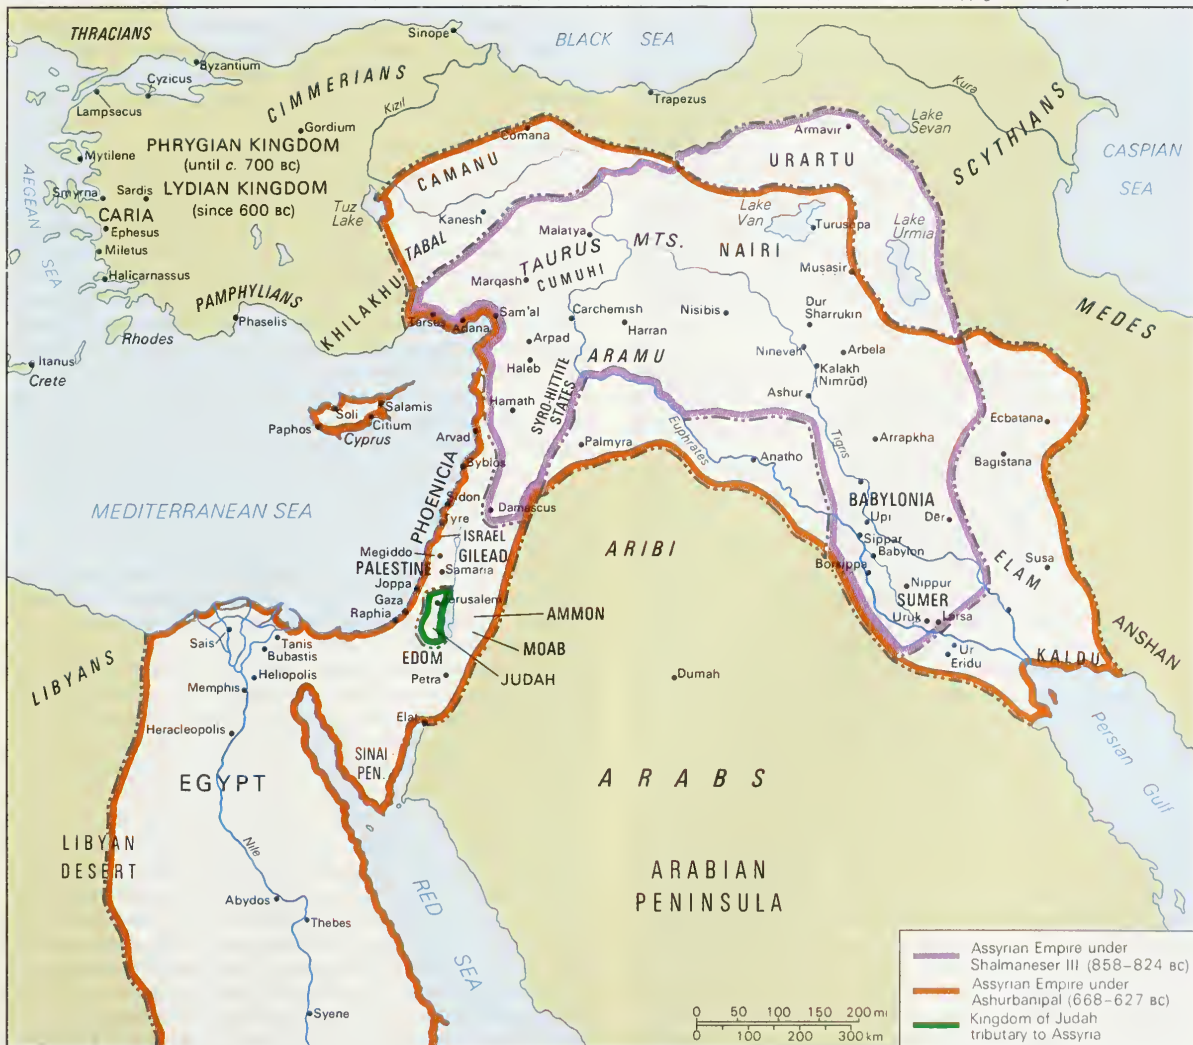 THRACIANS
Sinope
BLACK SEA
Byzantium
Cyzicus
Lampsecus
CIMMERIANS
Kizil
Trapezus
Kura
Lake
Sevan
SCYTHIANS
CASPIAN
SEA
Gordium
Comana
Armavir
URARTU
PHRYGIAN KINGDOM
(until c. 700 BC)
LYDIAN KINGDOM
(since 600 BC)
Mytilene
AEGEAN
SEA
Smyrna
Sardis
CARIA
Ephesus
Miletus
Halicarnassus
Tuz
Lake
CAMANU
Kanesh
TABAL
Malatya
TAURUS
MTS.
CUMUHI
Marqash
NAIRI
Lake
Van
Turuspa
Lake
Urmia
Muṣaṣir
MEDES
PAMPHYLIANS
Phaselis
KHILAKHU
Rhodes
Itanus
Crete
Tarsus
Adana
Sam'al
Carchemish
Harran
Nisibis
Dur
Sharrukin
Arpad
ARAMU
Nineveh
Arbela
Kalakh
(Nimrūd)
Haleb
Ashur
Hamath
SYRO-HITTITE
STATES
Ecbatana
Soli
Salamis
Citium
Paphos
Cyprus
Arvad
Palmyra
Euphrates
Tigris
Arrapkha
Bagistana
Anatho
Byblos
PHOENICIA
Sidon
Damascus
Tyre
MEDITERRANEAN SEA
BABYLONIA
Upi
Dēr
Sippar
Babylon
Borsippa
ELAM
Susa
ISRAEL
Megiddo
GILEAD
PALESTINE
Samaria
Joppa
ARIBI
Nippur
SUMER
Uruk
Larsa
Gaza
Jerusalem
Raphia
AMMON
MOAB
JUDAH
EDOM
Petra
Ur
Eridu
KALDU
ANSHAN
Persian
Gulf
LIBYANS
Sais
Tanis
Bubastis
Heliopolis
Memphis
Dumah
Elat
Heracleopolis
SINAI
PEN.
EGYPT
ARABS
LIBYAN
DESERT
Nile
RED
SEA
ARABIAN
PENINSULA
Abydos
Thebes
Syene
0 50 100 150 200 mi
0 100 200 300 km
Assyrian Empire under
Shalmaneser III (858–824 BC)
Assyrian Empire under
Ashurbanipal (668–627 BC)
Kingdom of Judah
tributary to Assyria